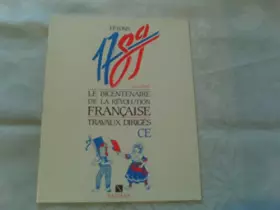 1789
LE BICENTENAIRE
DE LA RÉVOLUTION
FRANÇAISE
TRAVAUX DIRIGÉS
CE